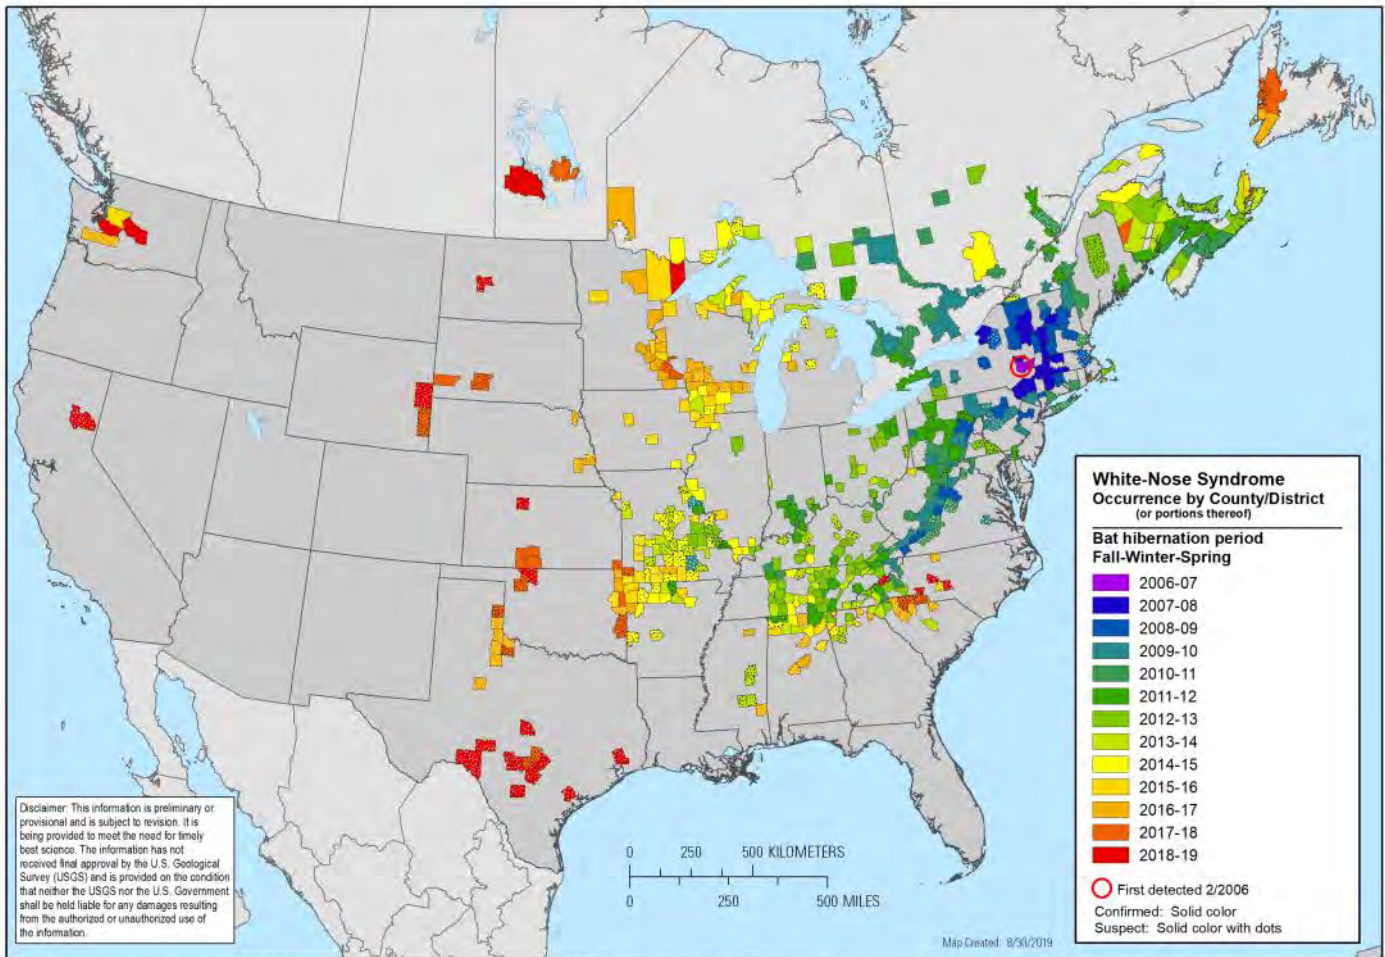 White-Nose Syndrome
Occurrence by County/District
(or portions thereof)
Bat hibernation period
Fall-Winter-Spring
2006-07
2007-08
2008-09
2009-10
2010-11
2011-12
2012-13
2013-14
2014-15
2015-16
2016-17
2017-18
2018-19
First detected 2/2006
Confirmed: Solid color
Suspect: Solid color with dots
Disclaimer: This information is preliminary or
provisional and is subject to revision. It is
being provided to meet the need for timely
best science. The information has not
received final approval by the U.S. Geological
Survey (USGS) and is provided on the condition
that neither the USGS nor the U.S. Government
shall be held liable for any damages resulting
from the authorized or unauthorized use of
the information.
0 250 500 KILOMETERS
0 250 500 MILES
Map Created: 8/30/2019